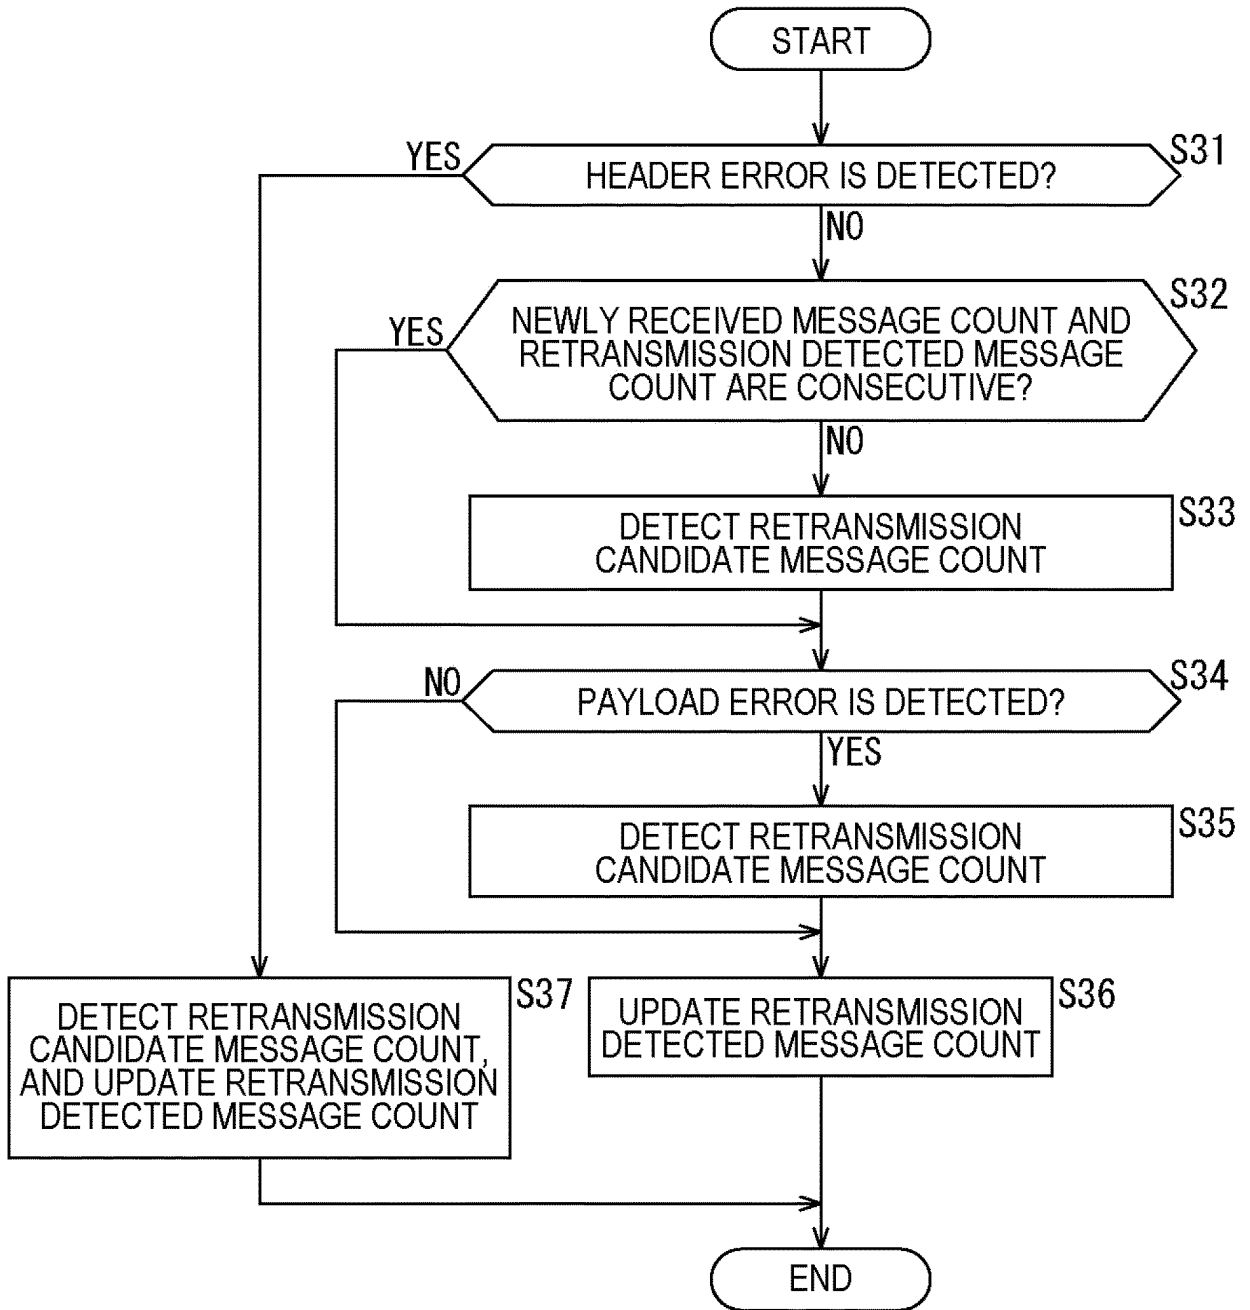 START
YES
HEADER ERROR IS DETECTED?
S31
NO
S32
YES
NEWLY RECEIVED MESSAGE COUNT AND
RETRANSMISSION DETECTED MESSAGE
COUNT ARE CONSECUTIVE?
NO
DETECT RETRANSMISSION
CANDIDATE MESSAGE COUNT
S33
NO
PAYLOAD ERROR IS DETECTED?
S34
YES
DETECT RETRANSMISSION
CANDIDATE MESSAGE COUNT
S35
DETECT RETRANSMISSION
CANDIDATE MESSAGE COUNT,
AND UPDATE RETRANSMISSION
DETECTED MESSAGE COUNT
S37
UPDATE RETRANSMISSION
DETECTED MESSAGE COUNT
S36
END